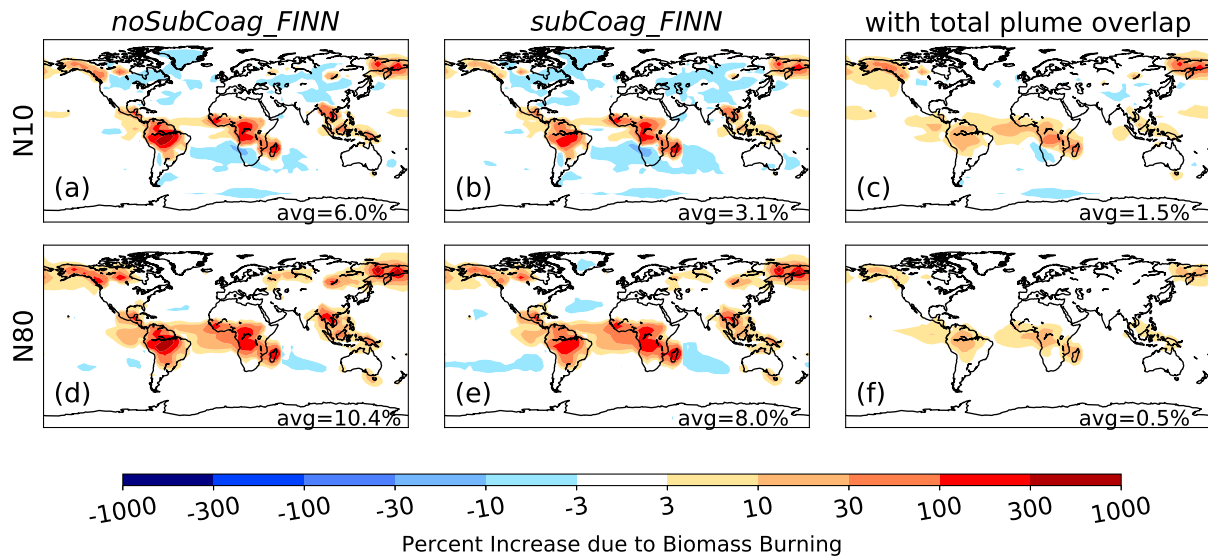 noSubCoag_FINN
subCoag_FINN
with total plume overlap
N10
(a)
avg=6.0%
(b)
avg=3.1%
(c)
avg=1.5%
N80
(d)
avg=10.4%
(e)
avg=8.0%
(f)
avg=0.5%
-1000 -300 -100 -30 -10 -3 3 10 30 100 300 1000
Percent Increase due to Biomass Burning